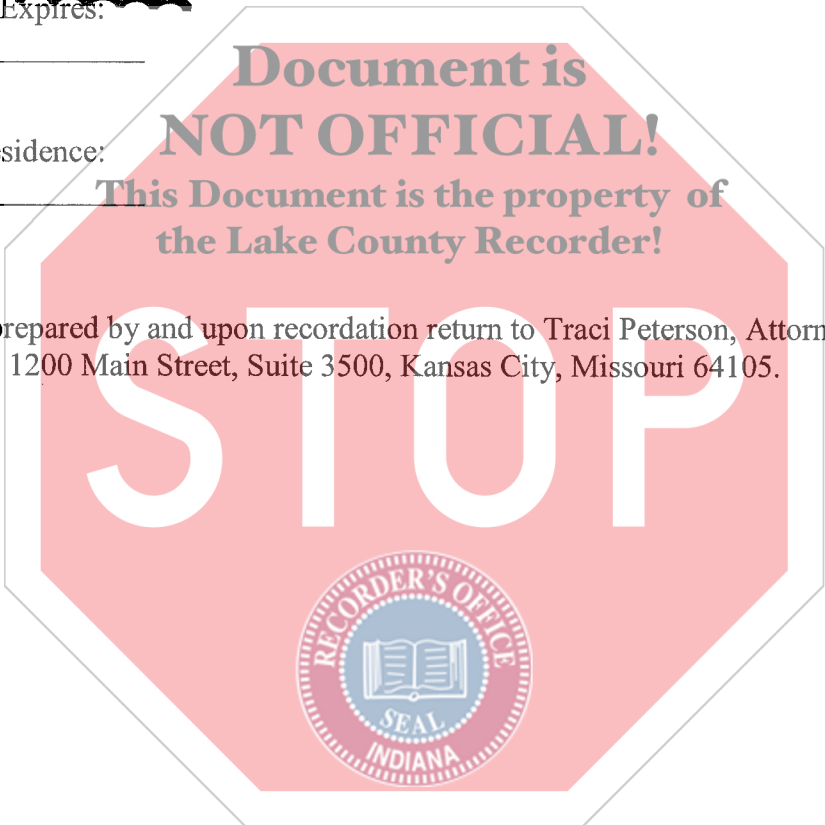 Expires:
Document is
NOT OFFICIAL!
sidence:
This Document is the property of
the Lake County Recorder!
prepared by and upon recordation return to Traci Peterson, Attorn
1200 Main Street, Suite 3500, Kansas City, Missouri 64105.
STOP
RECORDER'S OFFICE
SEAL
INDIANA